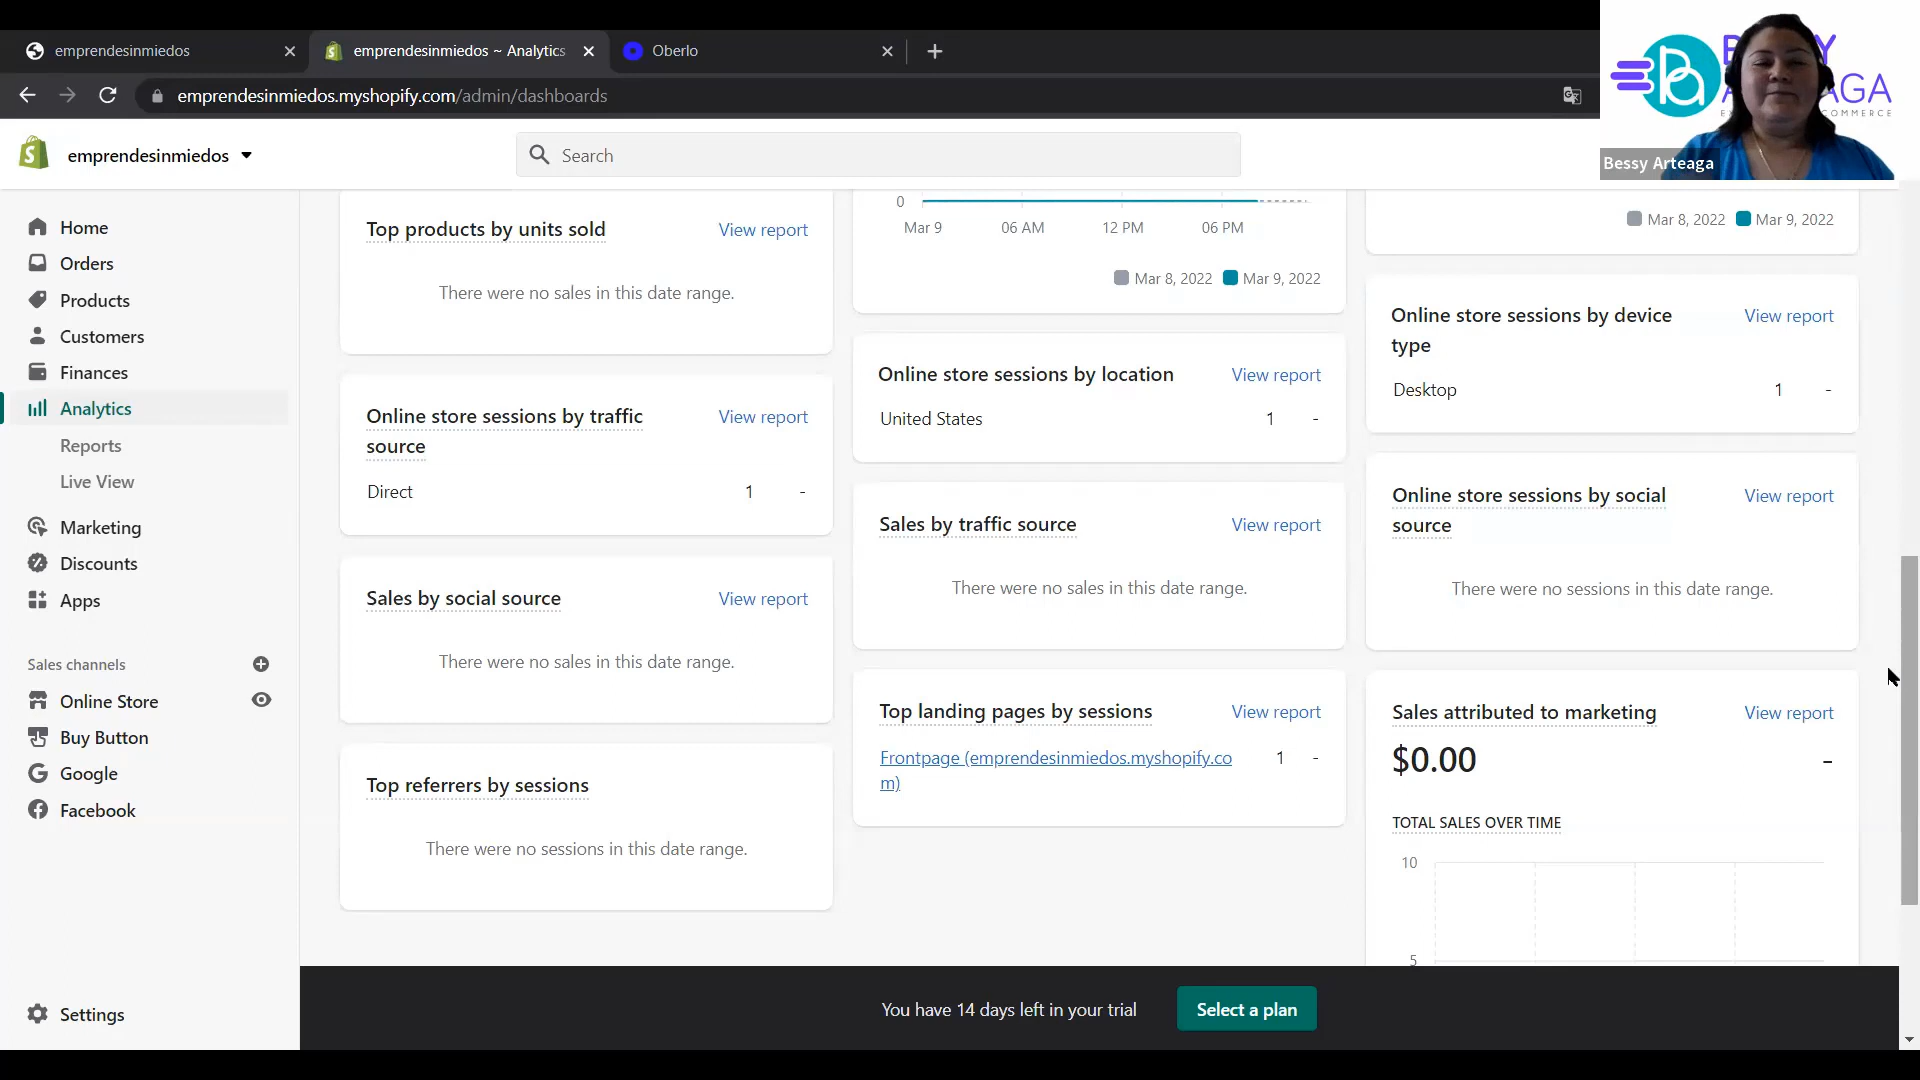 emprendesinmiedos
emprendesinmiedos ~ Analytics
Oberlo
emprendesinmiedos.myshopify.com/admin/dashboards
Bessy Arteaga
emprendesinmiedos
Search
Home
Orders
Products
Customers
Finances
Analytics
Reports
Live View
Marketing
Discounts
Apps
Sales channels
Online Store
Buy Button
Google
Facebook
Settings
Top products by units sold
View report
There were no sales in this date range.
Online store sessions by traffic
source
View report
Direct 1 -
Sales by social source
View report
There were no sales in this date range.
Top referrers by sessions
There were no sessions in this date range.
0
Mar 9 06 AM 12 PM 06 PM
Mar 8, 2022 Mar 9, 2022
Online store sessions by location
View report
United States 1 -
Sales by traffic source
View report
There were no sales in this date range.
Top landing pages by sessions
View report
Frontpage (emprendesinmiedos.myshopify.co
m)
1 -
Mar 8, 2022 Mar 9, 2022
Online store sessions by device
type
View report
Desktop 1 -
Online store sessions by social
source
View report
There were no sessions in this date range.
Sales attributed to marketing
View report
$0.00 -
TOTAL SALES OVER TIME
10
5
You have 14 days left in your trial
Select a plan